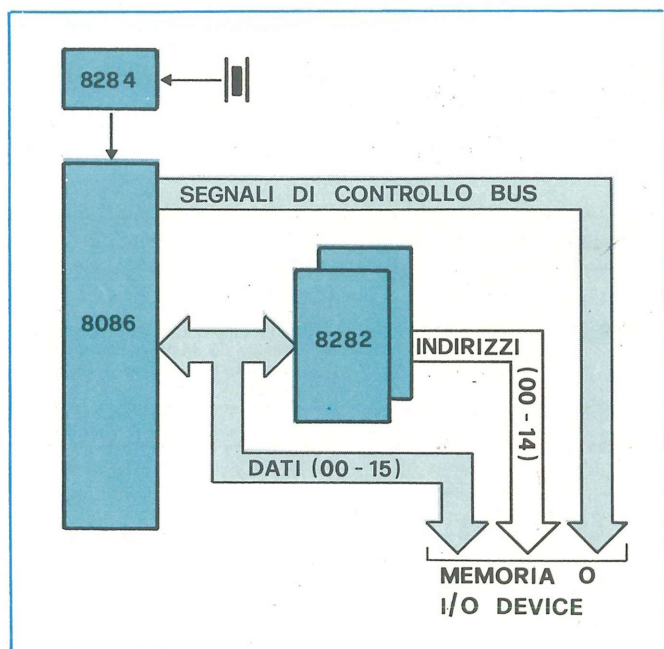 8284
SEGNALI DI CONTROLLO BUS
8086
8282
INDIRIZZI
(00 - 14)
DATI (00 - 15)
MEMORIA O
I/O DEVICE